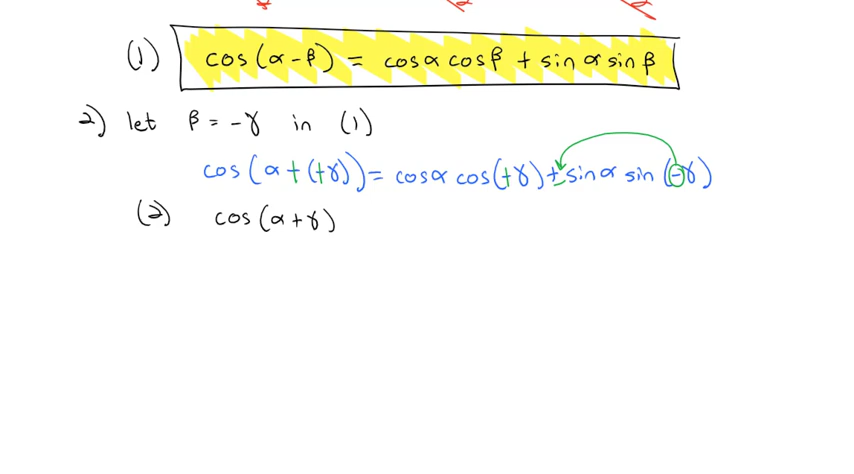 (1) cos(α-β) = cosα cosβ + sinα sinβ
2) let β = -γ in (1)
cos(α+(+γ)) = cosα cos(+γ) ± sinα sin(-γ)
(2) cos(α+γ)